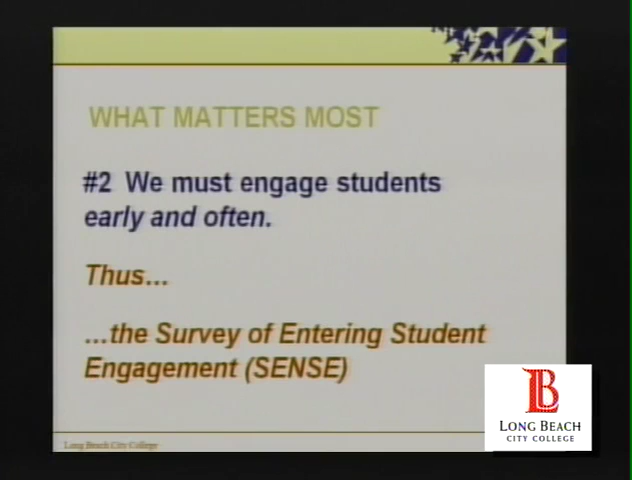 WHAT MATTERS MOST
#2 We must engage students
early and often.
Thus...
...the Survey of Entering Student
Engagement (SENSE)
Long Beach City College
LB
LONG BEACH
CITY COLLEGE